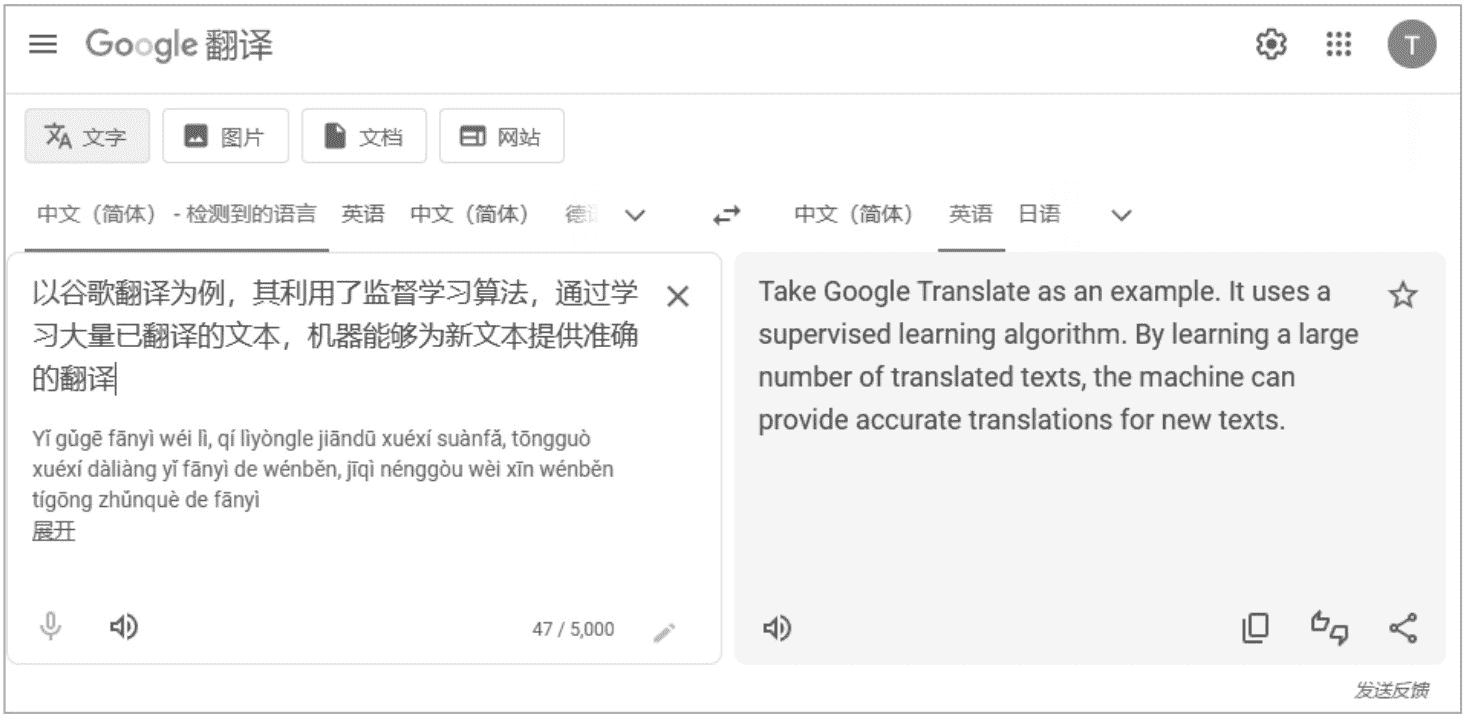 Google 翻译
T
文字 图片 文档 网站
中文（简体） - 检测到的语言 英语 中文（简体） 德语
中文（简体） 英语 日语
以谷歌翻译为例，其利用了监督学习算法，通过学
习大量已翻译的文本，机器能够为新文本提供准确
的翻译
Yǐ gǔgē fānyì wéi lì, qí lìyòngle jiāndū xuéxí suànfǎ, tōngguò
xuéxí dàliàng yǐ fānyì de wénběn, jīqì nénggòu wèi xīn wénběn
tígōng zhǔnquè de fānyì
展开
47 / 5,000
Take Google Translate as an example. It uses a
supervised learning algorithm. By learning a large
number of translated texts, the machine can
provide accurate translations for new texts.
发送反馈